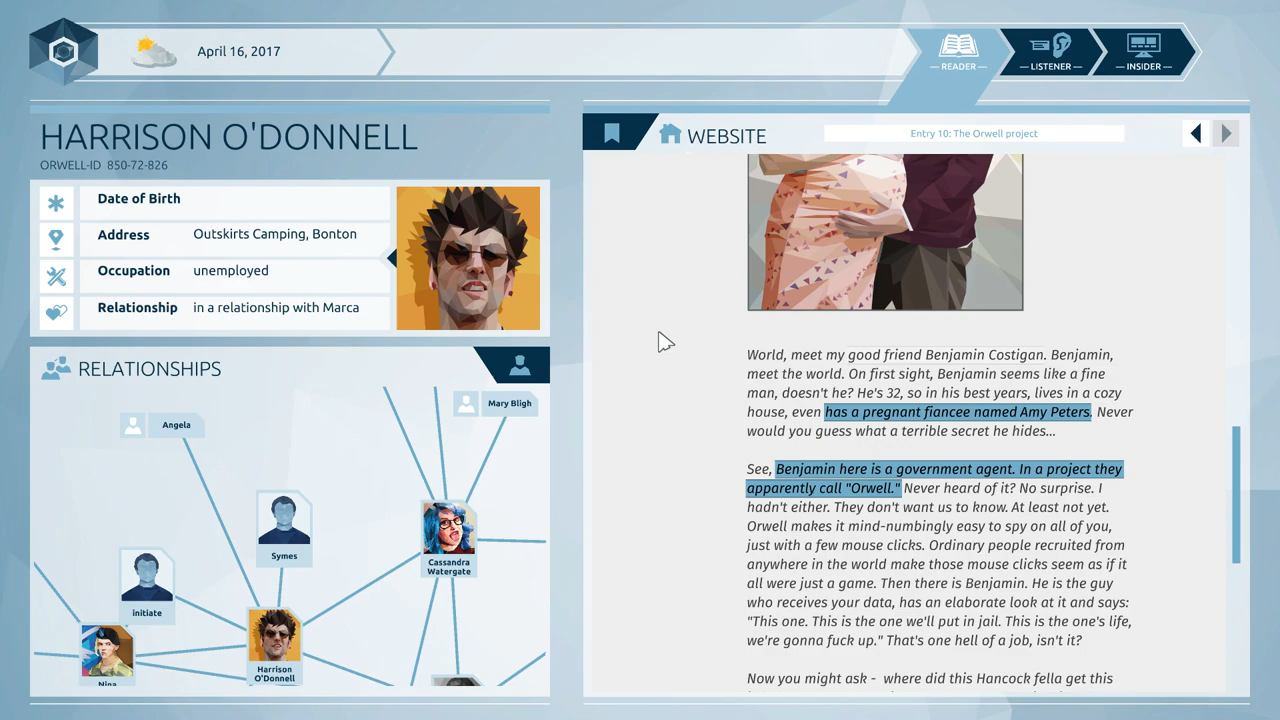 April 16, 2017
— READER —
— LISTENER —
— INSIDER —
HARRISON O'DONNELL
ORWELL-ID 850-72-826
Date of Birth
Address Outskirts Camping, Bonton
Occupation unemployed
Relationship in a relationship with Marca
RELATIONSHIPS
Mary Bligh
Angela
Symes
Cassandra
Watergate
initiate
Harrison
O'Donnell
Nina
WEBSITE
Entry 10: The Orwell project
World, meet my good friend Benjamin Costigan. Benjamin,
meet the world. On first sight, Benjamin seems like a fine
man, doesn't he? He's 32, so in his best years, lives in a cozy
house, even has a pregnant fiancee named Amy Peters. Never
would you guess what a terrible secret he hides...
See, Benjamin here is a government agent. In a project they
apparently call "Orwell." Never heard of it? No surprise. I
hadn't either. They don't want us to know. At least not yet.
Orwell makes it mind-numbingly easy to spy on all of you,
just with a few mouse clicks. Ordinary people recruited from
anywhere in the world make those mouse clicks seem as if it
all were just a game. Then there is Benjamin. He is the guy
who receives your data, has an elaborate look at it and says:
"This one. This is the one we'll put in jail. This is the one's life,
we're gonna fuck up." That's one hell of a job, isn't it?
Now you might ask - where did this Hancock fella get this